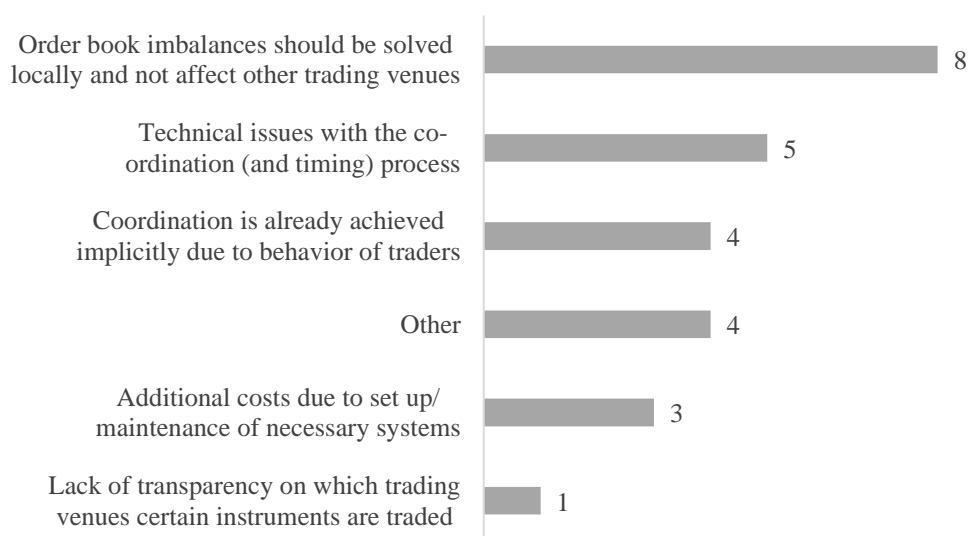 Order book imbalances should be solved
locally and not affect other trading venues
8
Technical issues with the co-
ordination (and timing) process
5
Coordination is already achieved
implicitly due to behavior of traders
4
Other
4
Additional costs due to set up/
maintenance of necessary systems
3
Lack of transparency on which trading
venues certain instruments are traded
1